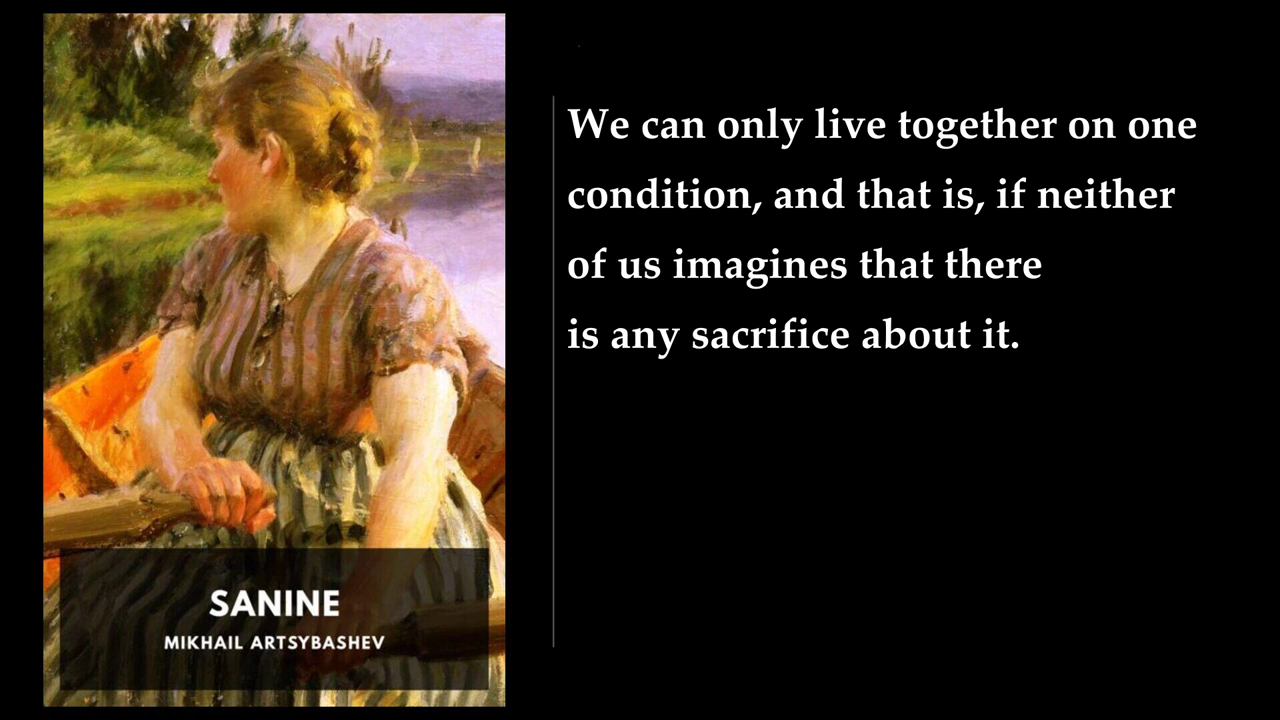 We can only live together on one
condition, and that is, if neither
of us imagines that there
is any sacrifice about it.
SANINE
MIKHAIL ARTSYBASHEV